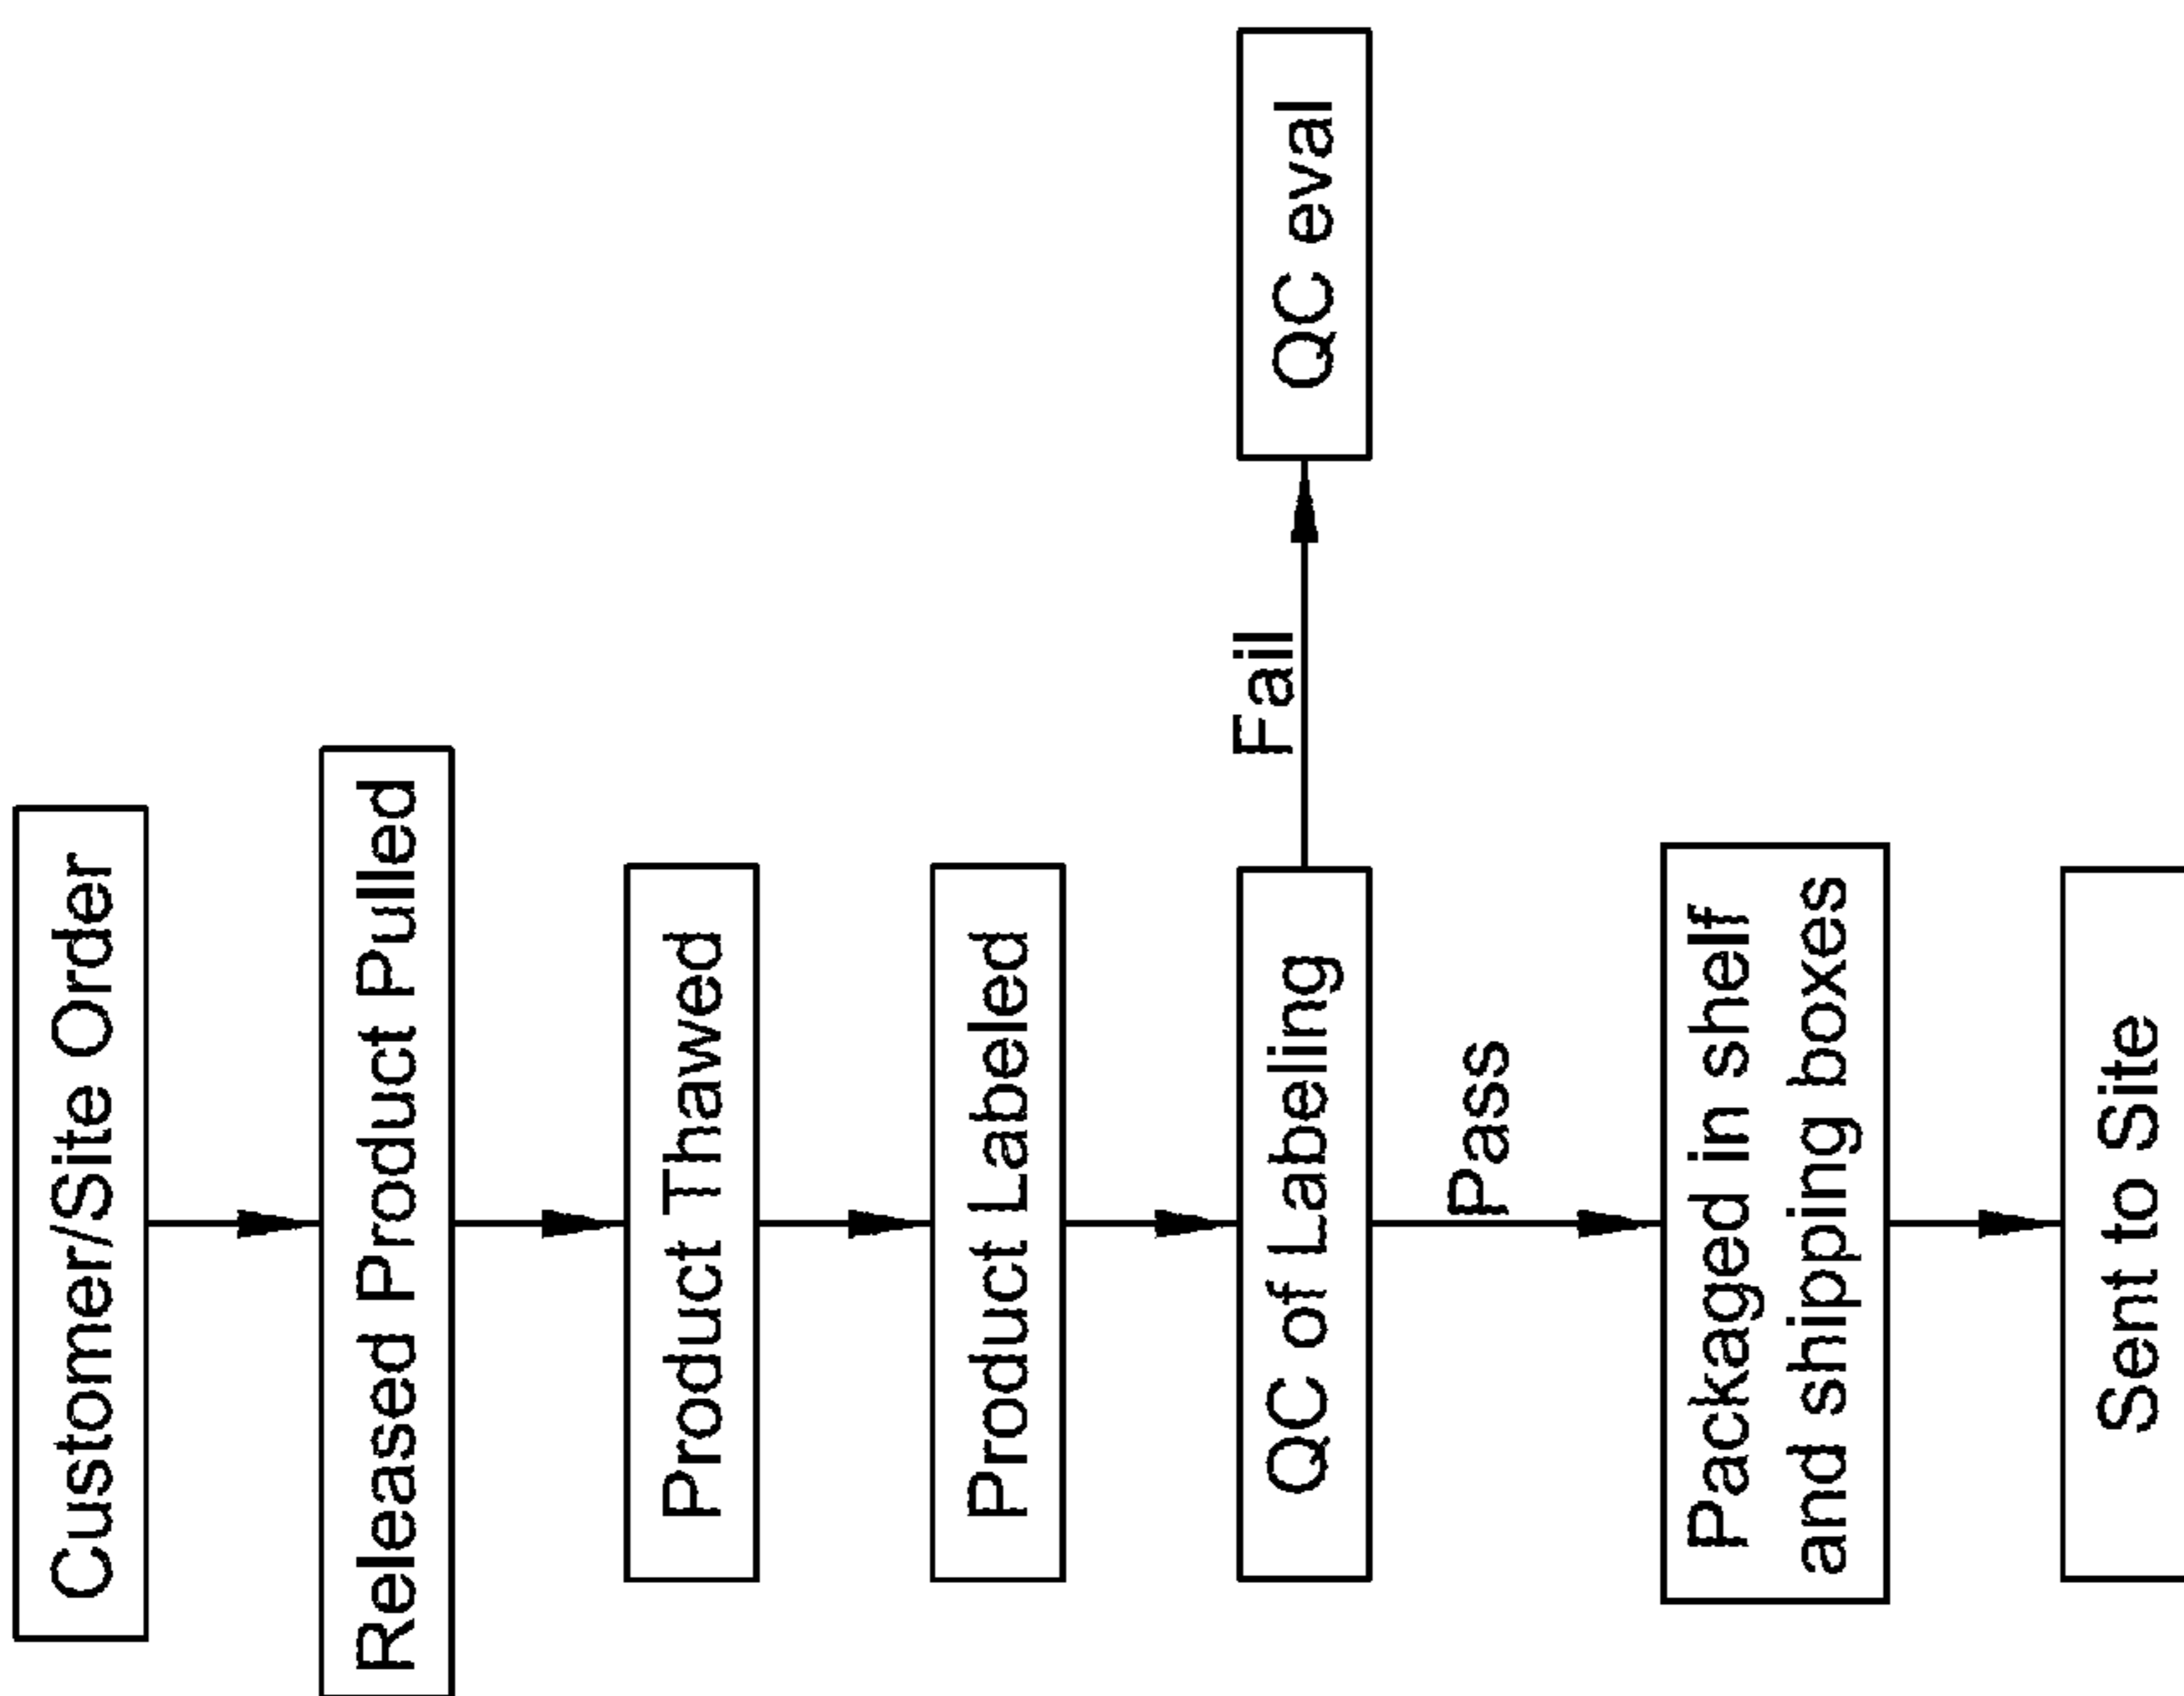 Customer/Site Order
Released Product Pulled
Product Thawed
Product Labeled
QC of Labeling
Fail
QC eval
Pass
Packaged in shelf
and shipping boxes
Sent to Site